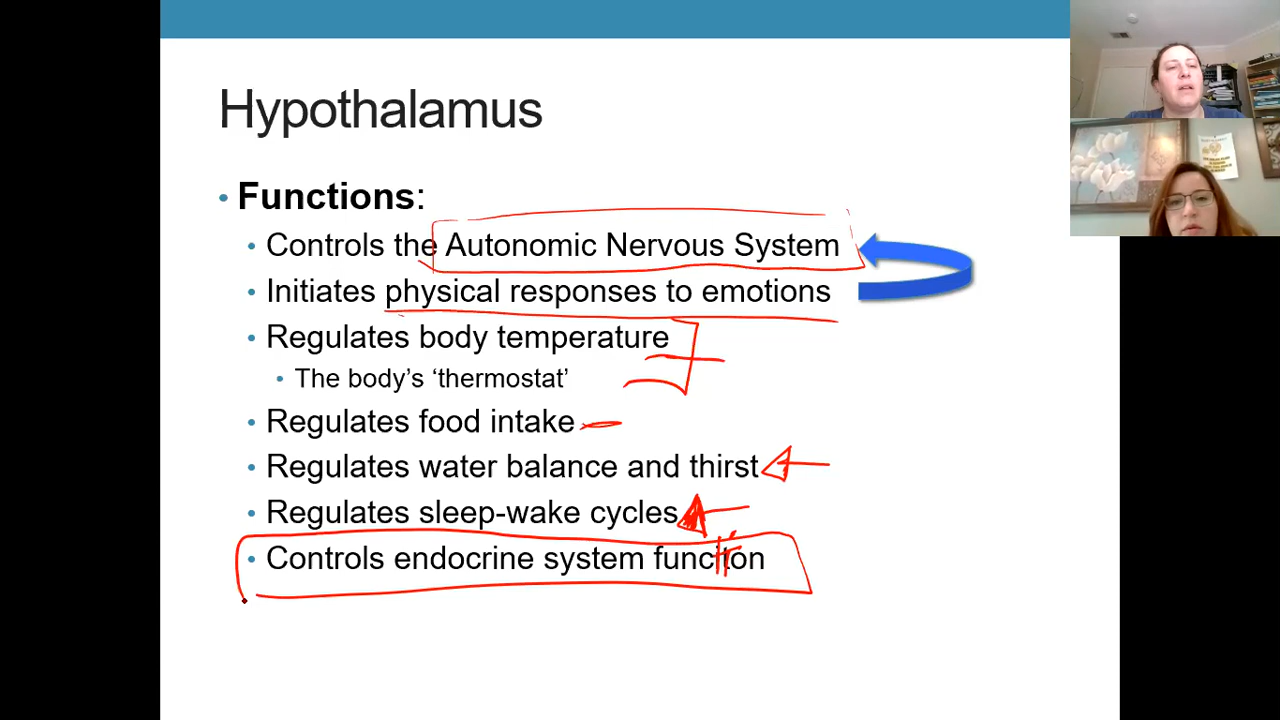 Hypothalamus
• Functions:
• Controls the Autonomic Nervous System
• Initiates physical responses to emotions
• Regulates body temperature
• The body’s ‘thermostat’
• Regulates food intake
• Regulates water balance and thirst
• Regulates sleep-wake cycles
• Controls endocrine system funciton